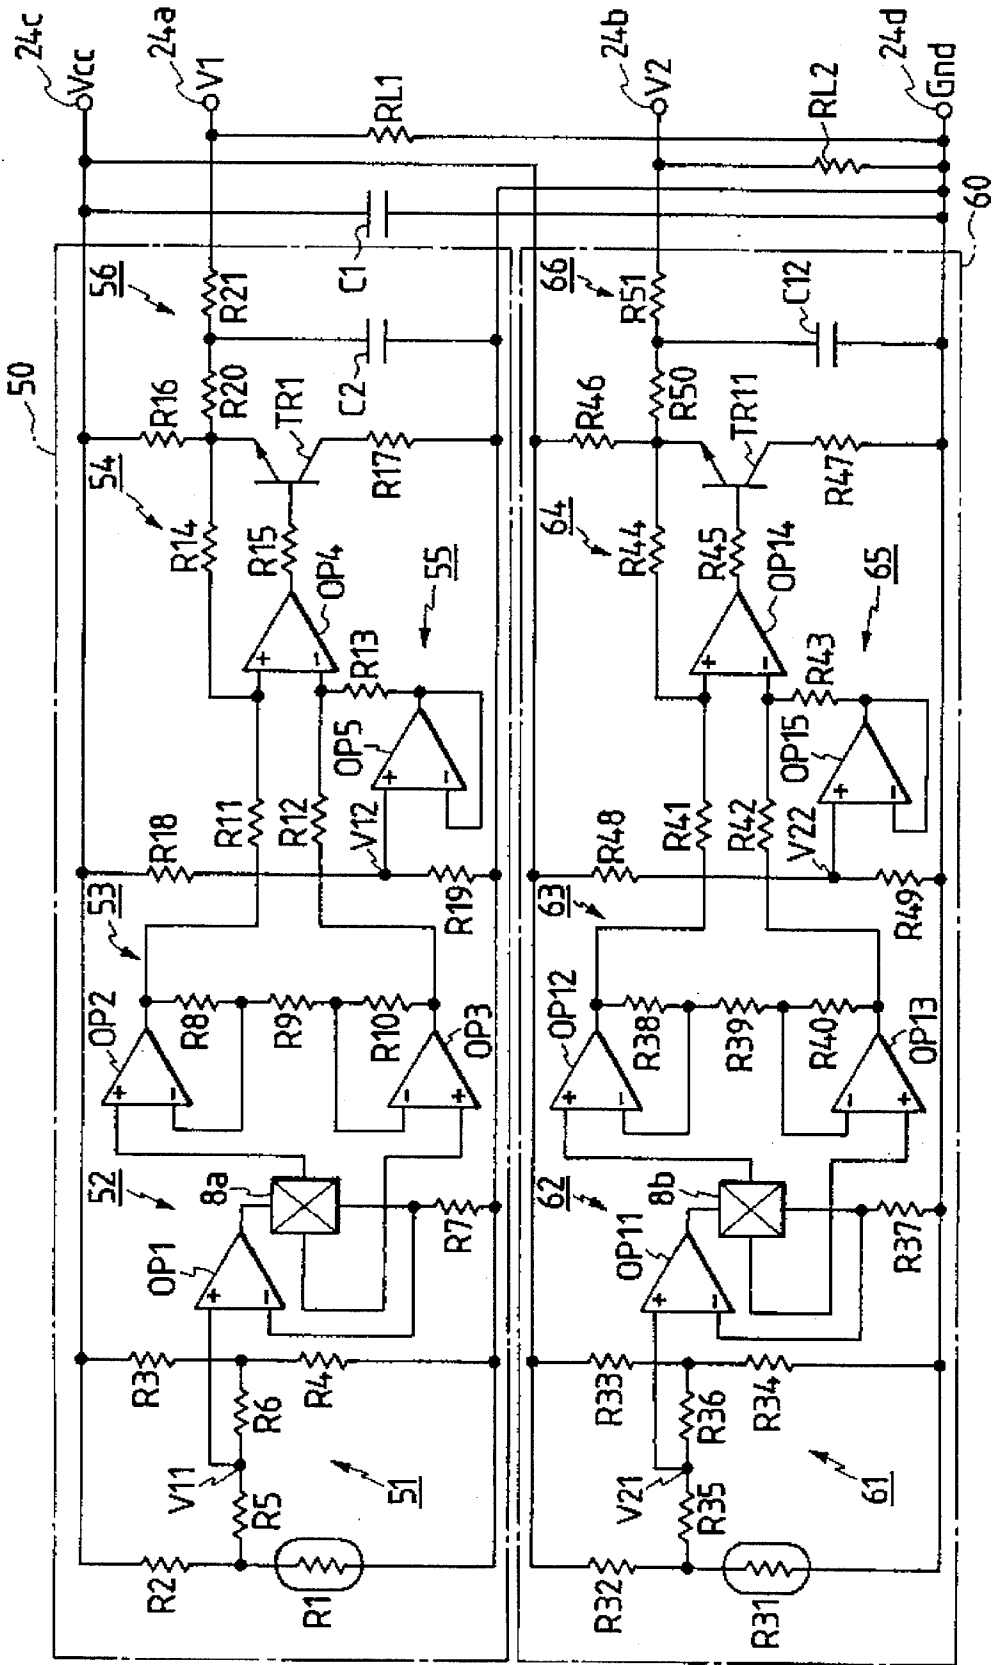 50
24c
Vcc
24a
V1
RL1
C1
56
R21
R20
C2
R16
54
TR1
R17
R14
R15
OP4
55
R13
OP5
R11
R12
V12
R18
R19
53
OP2
R8
R9
R10
OP3
52
8a
OP1
R7
R3
R6
R4
V11
R5
51
R2
R1
24b
V2
24d
Gnd
RL2
60
66
R51
C12
R50
R46
TR11
R47
64
R44
R45
OP14
65
R43
OP15
R41
R42
V22
R48
R49
63
OP12
R38
R39
R40
OP13
62
8b
OP11
R37
R33
R36
R34
V21
R35
61
R32
R31
+
−
+
−
+
−
−
+
+
−
+
−
+
−
+
−
−
+
+
−